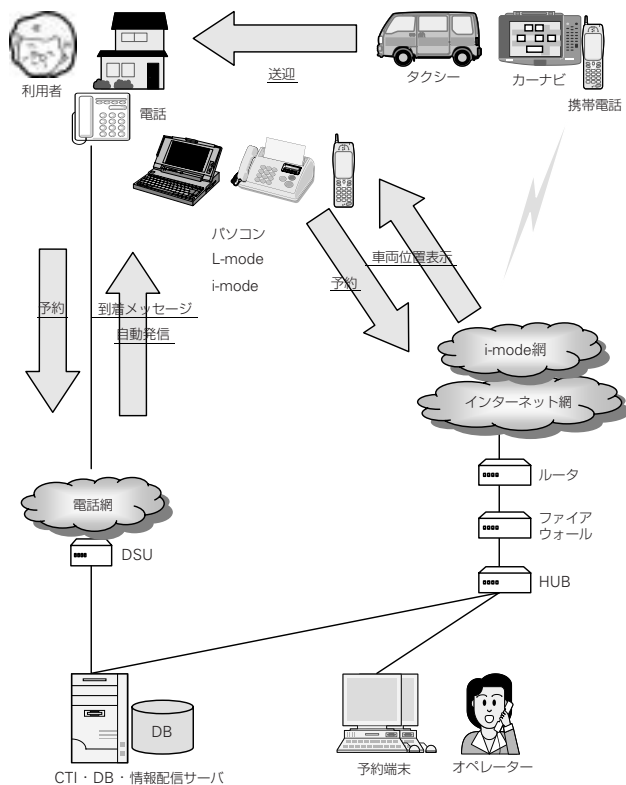 利用者
電話
送迎
タクシー
カーナビ
携帯電話
パソコン
L-mode
i-mode
予約
到着メッセージ
自動発信
予約
車両位置表示
i-mode網
インターネット網
ルータ
ファイア
ウォール
HUB
電話網
DSU
DB
CTI・DB・情報配信サーバ
予約端末
オペレーター